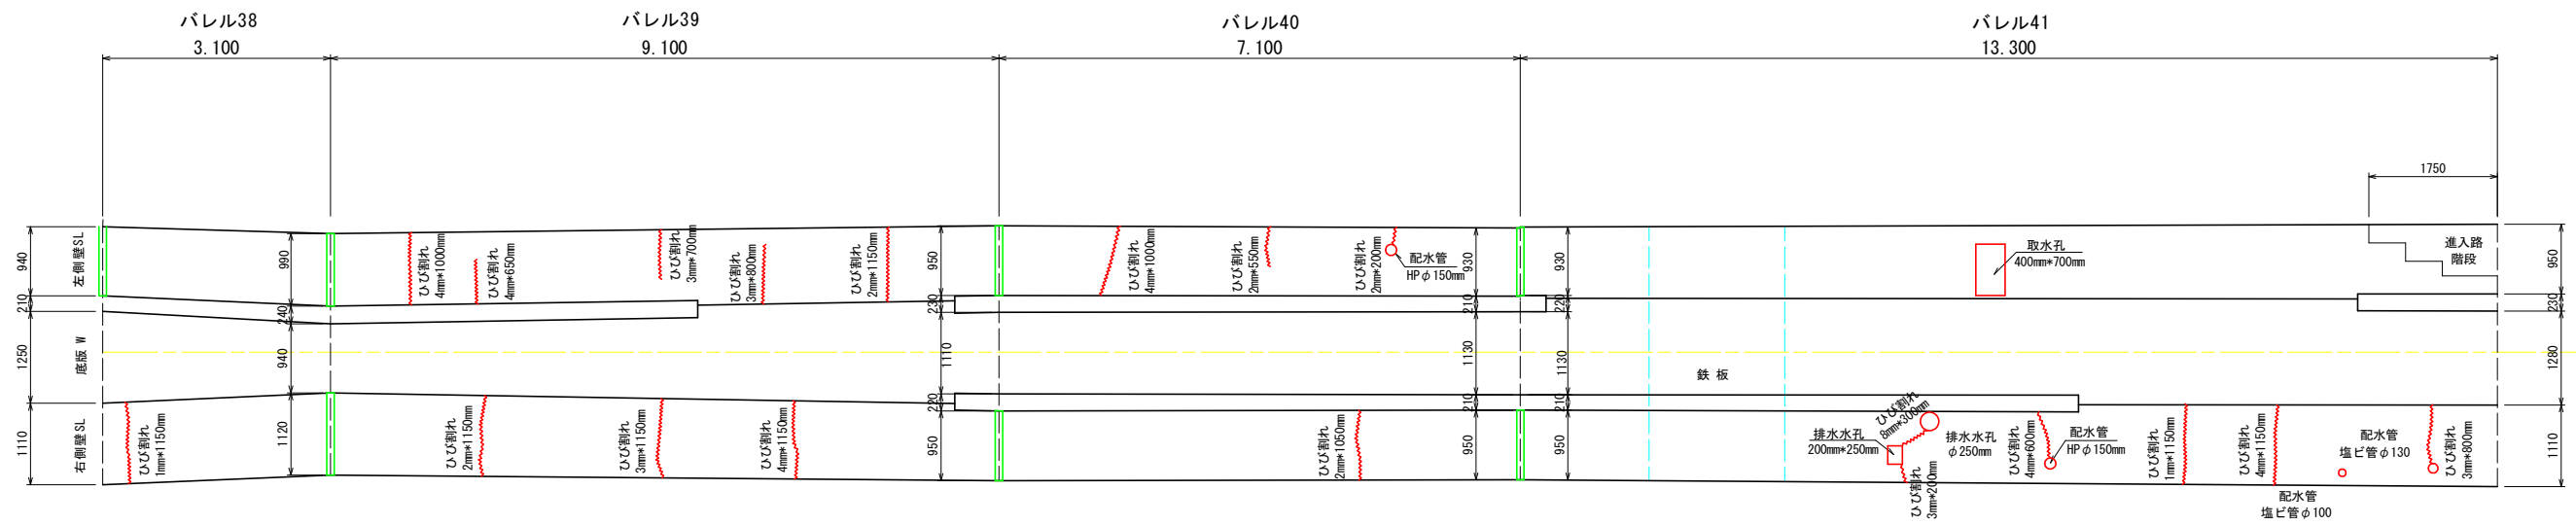 バレル38
3.100
バレル39
9.100
バレル40
7.100
バレル41
13.300
1750
940
210
1250
1110
左側壁SL
底版 W
右側壁SL
990
240
940
1120
ひび割れ
4mm*1000mm
ひび割れ
4mm*650mm
ひび割れ
3mm*700mm
ひび割れ
3mm*800mm
ひび割れ
2mm*1150mm
950
230
1110
220
950
ひび割れ
4mm*1000mm
ひび割れ
2mm*550mm
ひび割れ
2mm*200mm
配水管
HPφ150mm
930
210
1130
210
950
930
220
1130
210
950
取水孔
400mm*700mm
進入路
階段
950
230
1280
1110
鉄 板
ひび割れ
1mm*1150mm
ひび割れ
2mm*1150mm
ひび割れ
3mm*1150mm
ひび割れ
4mm*1150mm
ひび割れ
2mm*1050mm
排水水孔
200mm*250mm
ひび割れ
8mm*300mm
ひび割れ
3mm*200mm
排水水孔
φ250mm
ひび割れ
4mm*600mm
配水管
HPφ150mm
ひび割れ
1mm*1150mm
ひび割れ
4mm*1150mm
配水管
塩ビ管φ130
ひび割れ
3mm*800mm
配水管
塩ビ管φ100